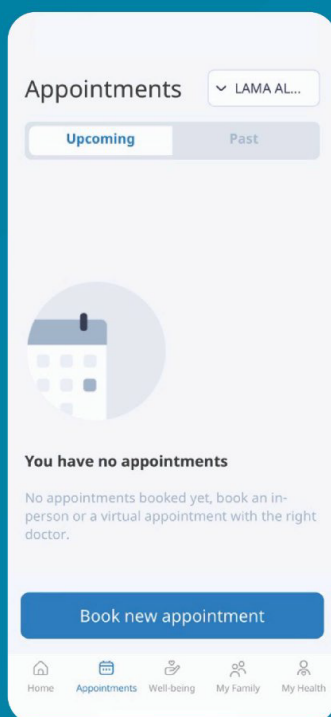 Appointments
LAMA AL...
Upcoming
Past
You have no appointments
No appointments booked yet, book an in-
person or a virtual appointment with the right
doctor.
Book new appointment
Home
Appointments
Well-being
My Family
My Health